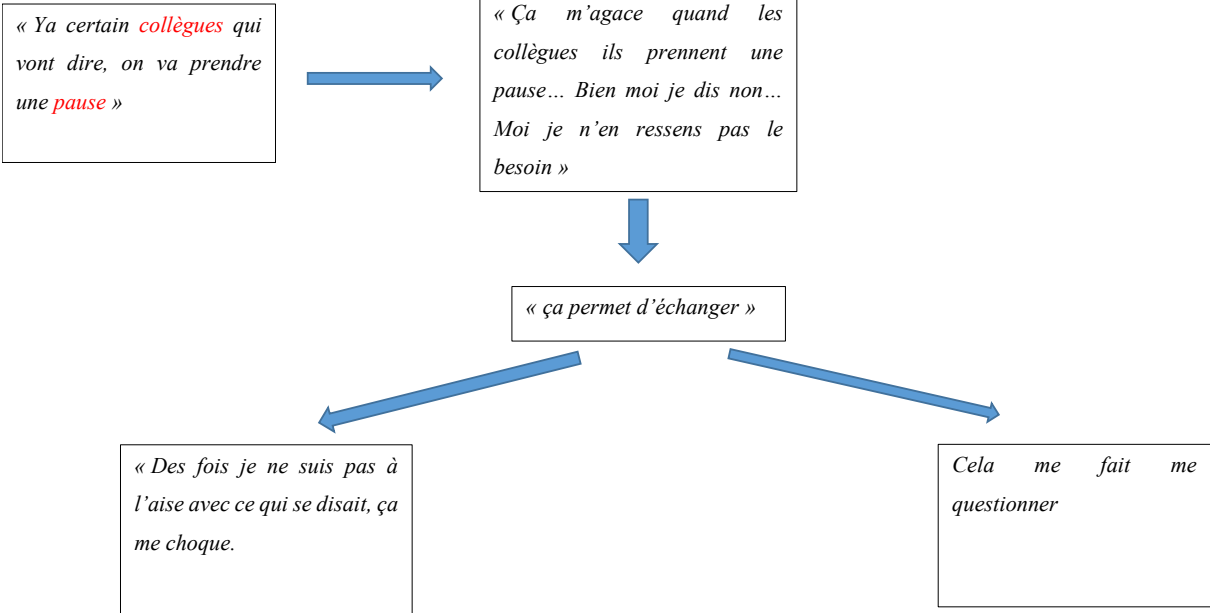 « Ya certain collègues qui
vont dire, on va prendre
une pause »
« Ça m’agace quand les
collègues ils prennent une
pause… Bien moi je dis non…
Moi je n’en ressens pas le
besoin »
« ça permet d’échanger »
« Des fois je ne suis pas à
l’aise avec ce qui se disait, ça
me choque.
Cela me fait me
questionner